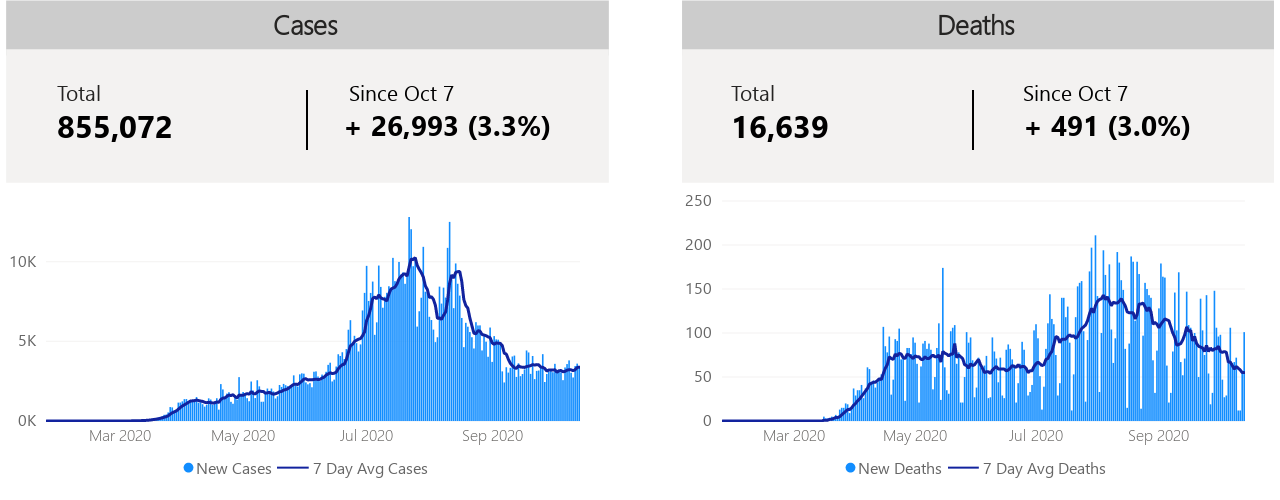 Cases
Total
855,072
Since Oct 7
+ 26,993 (3.3%)
10K
5K
0K
Mar 2020 May 2020 Jul 2020 Sep 2020
New Cases 7 Day Avg Cases
Deaths
Total
16,639
Since Oct 7
+ 491 (3.0%)
250
200
150
100
50
0
Mar 2020 May 2020 Jul 2020 Sep 2020
New Deaths 7 Day Avg Deaths